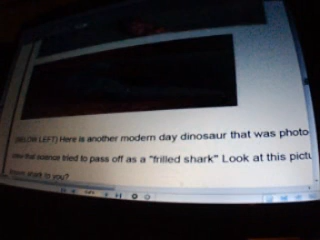 (BELOW LEFT) Here is another modern day dinosaur that was photo
that science tried to pass off as a "frilled shark" Look at this pictu
shark to you?